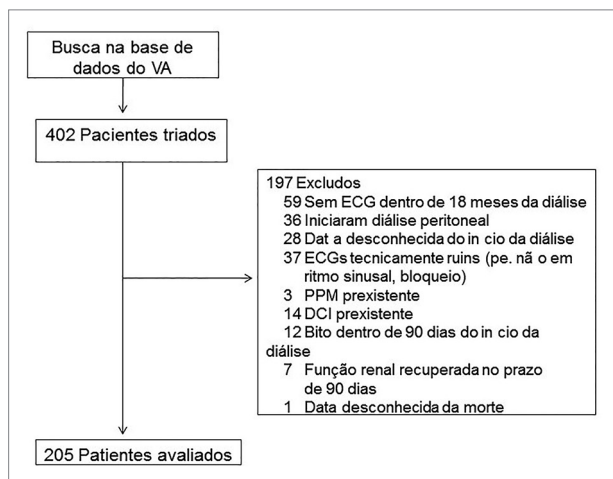 Busca na base de
dados do VA
402 Pacientes triados
197 Excludos
59 Sem ECG dentro de 18 meses da diálise
36 Iniciaram diálise peritoneal
28 Dat a desconhecida do in cio da diálise
37 ECGs tecnicamente ruins (pe. nã o em
ritmo sinusal, bloqueio)
3 PPM prexistente
14 DCI prexistente
12 Bito dentro de 90 dias do in cio da
diálise
7 Função renal recuperada no prazo
de 90 dias
1 Data desconhecida da morte
205 Patientes avaliados